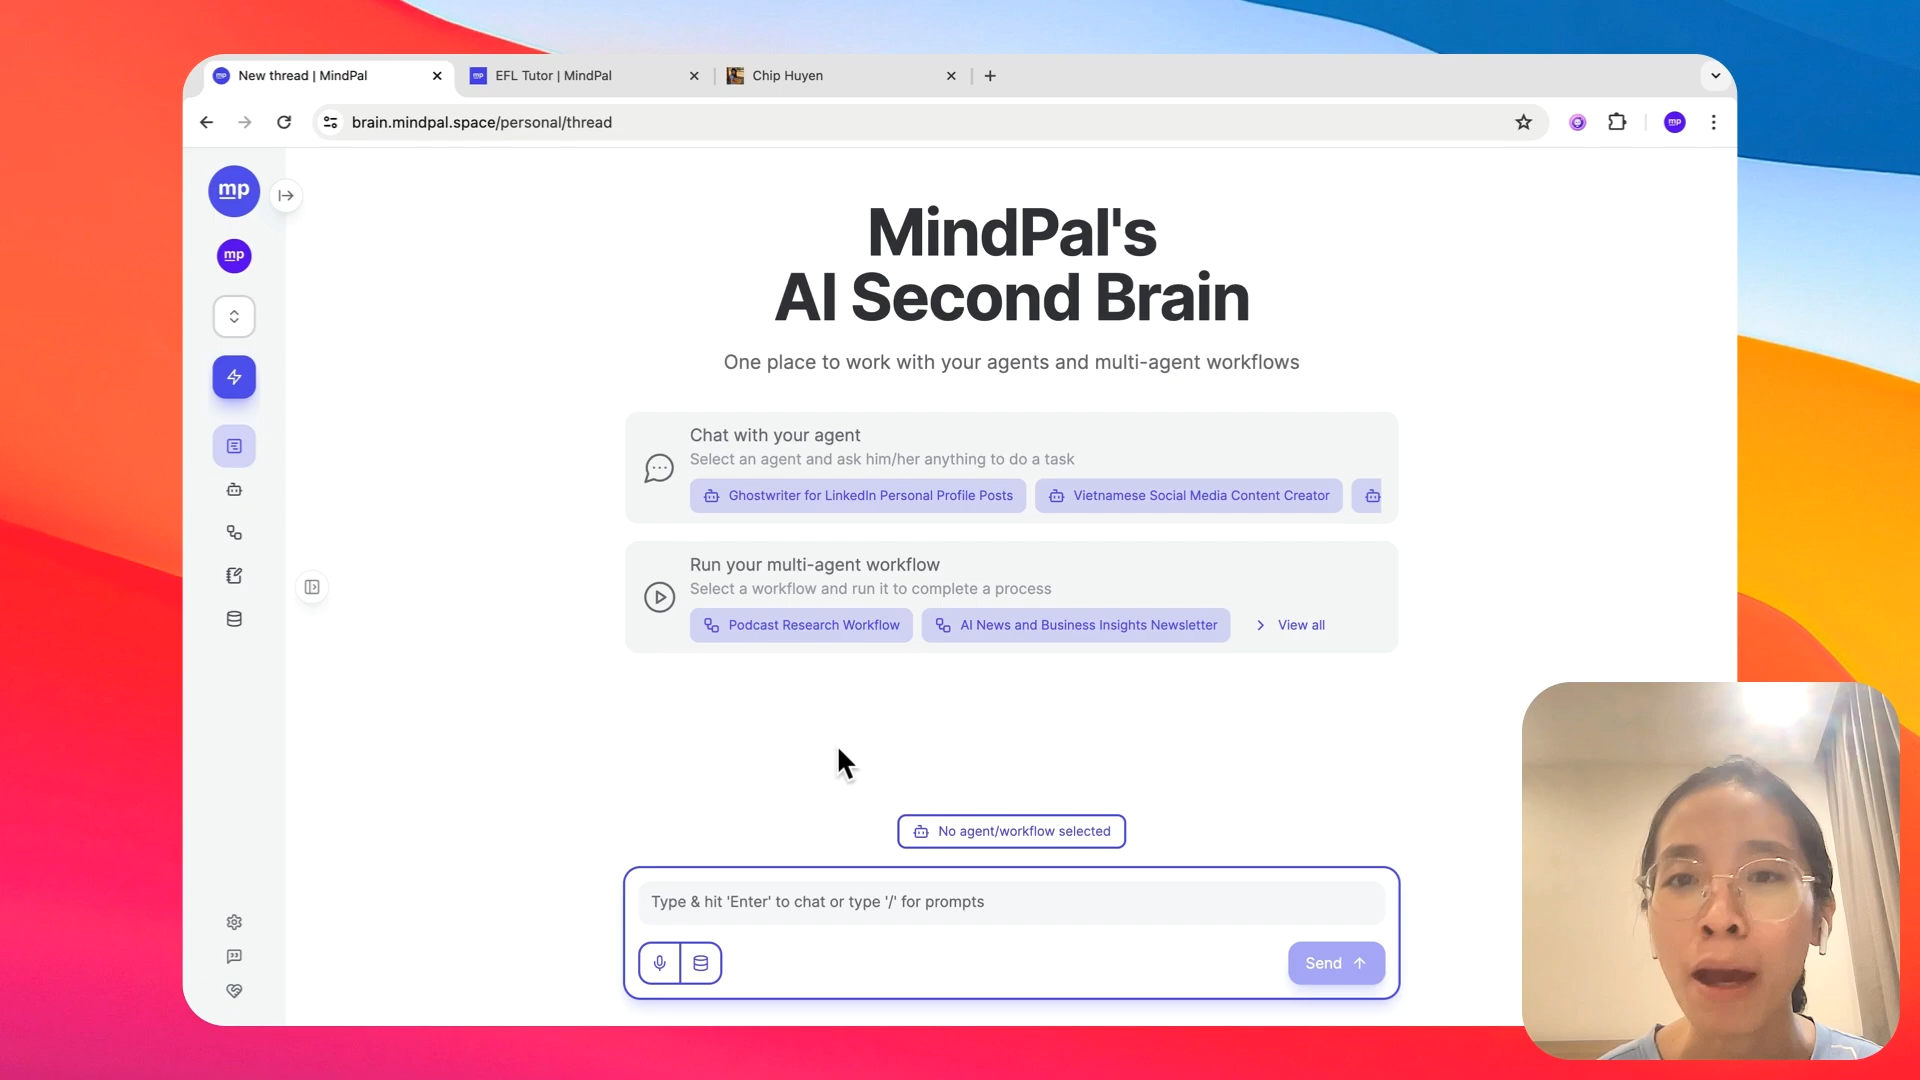 New thread | MindPal
EFL Tutor | MindPal
Chip Huyen
brain.mindpal.space/personal/thread
mp
mp
mp
mp
mp
MindPal's
AI Second Brain
One place to work with your agents and multi-agent workflows
Chat with your agent
Select an agent and ask him/her anything to do a task
Ghostwriter for LinkedIn Personal Profile Posts
Vietnamese Social Media Content Creator
Run your multi-agent workflow
Select a workflow and run it to complete a process
Podcast Research Workflow
AI News and Business Insights Newsletter
View all
No agent/workflow selected
Type & hit 'Enter' to chat or type '/' for prompts
Send